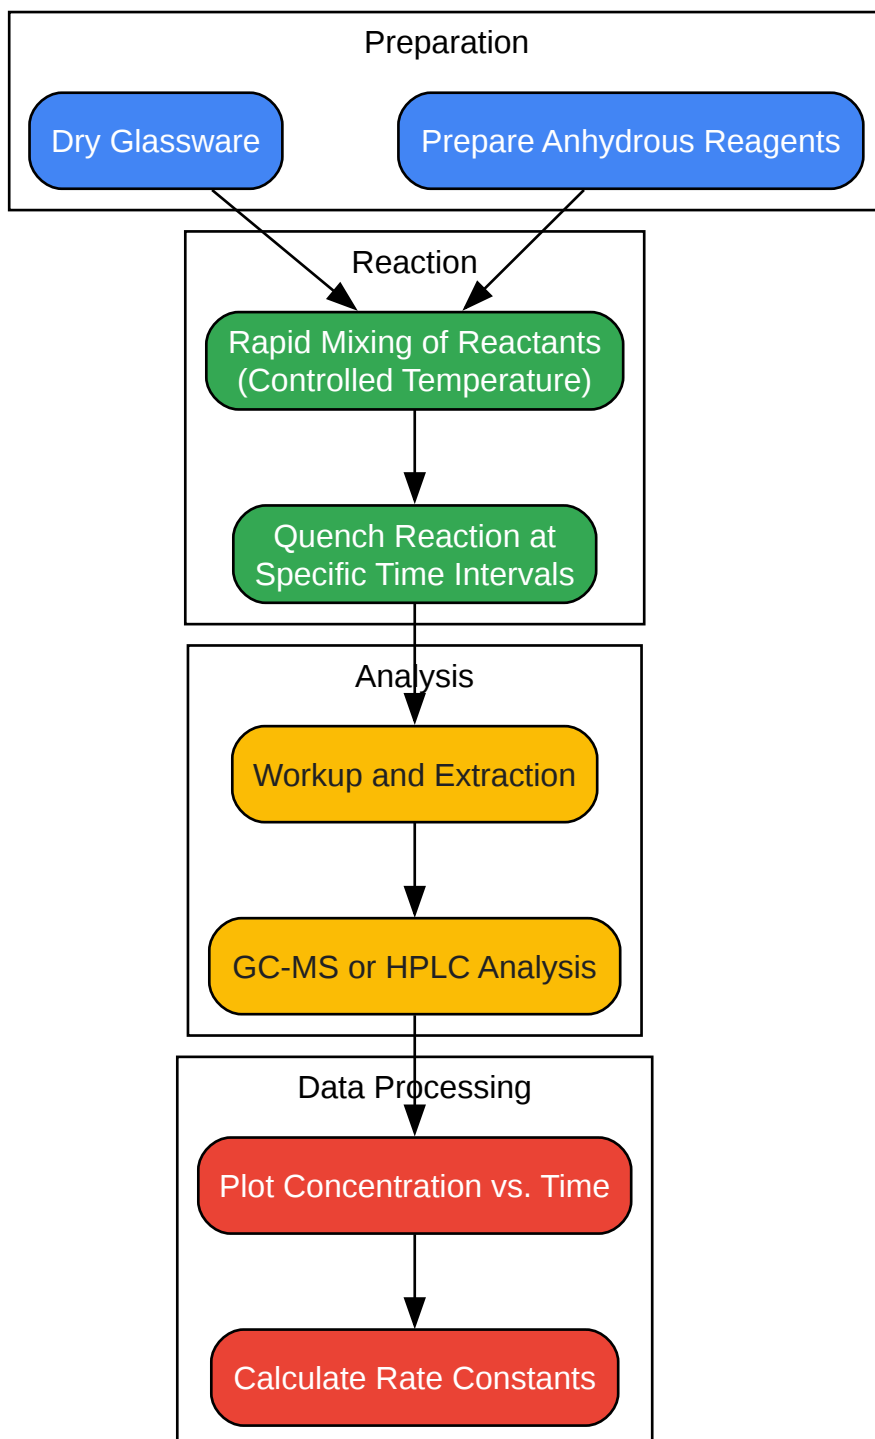 Preparation
Dry Glassware
Prepare Anhydrous Reagents
Reaction
Rapid Mixing of Reactants
(Controlled Temperature)
Quench Reaction at
Specific Time Intervals
Analysis
Workup and Extraction
GC-MS or HPLC Analysis
Data Processing
Plot Concentration vs. Time
Calculate Rate Constants